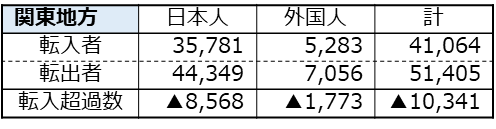 関東地方 日本人 外国人 計
転入者 35,781 5,283 41,064
転出者 44,349 7,056 51,405
転入超過数 ▲8,568 ▲1,773 ▲10,341